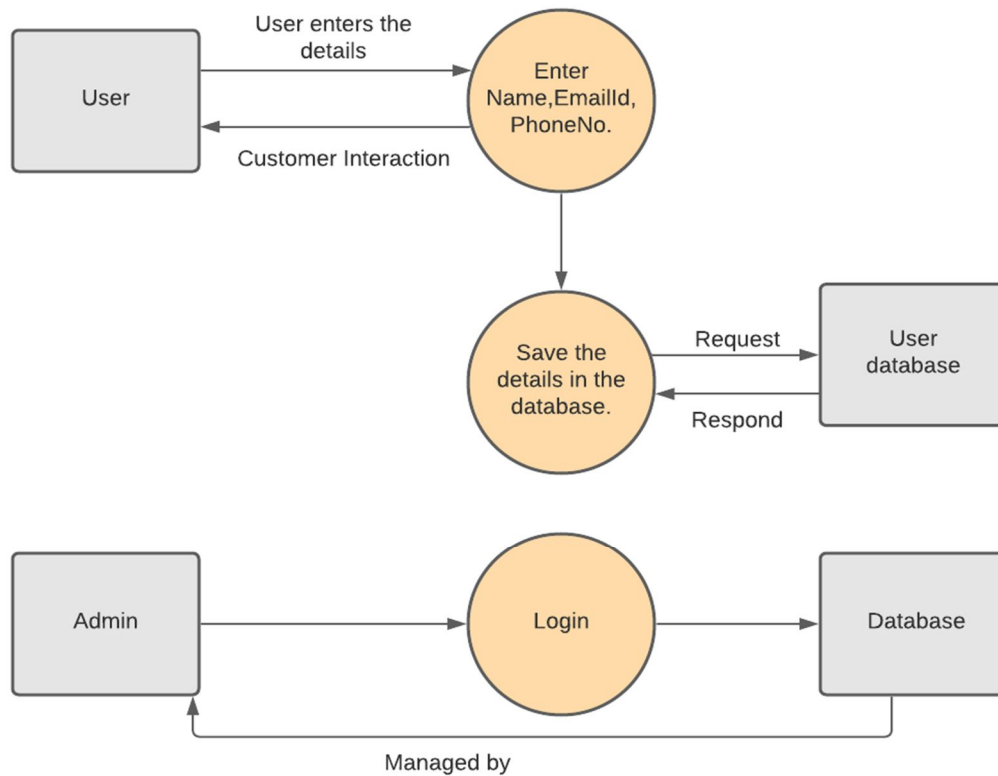 User enters the
details
User
Enter
Name,EmailId,
PhoneNo.
Customer Interaction
Save the
details in the
database.
Request
User
database
Respond
Admin
Login
Database
Managed by